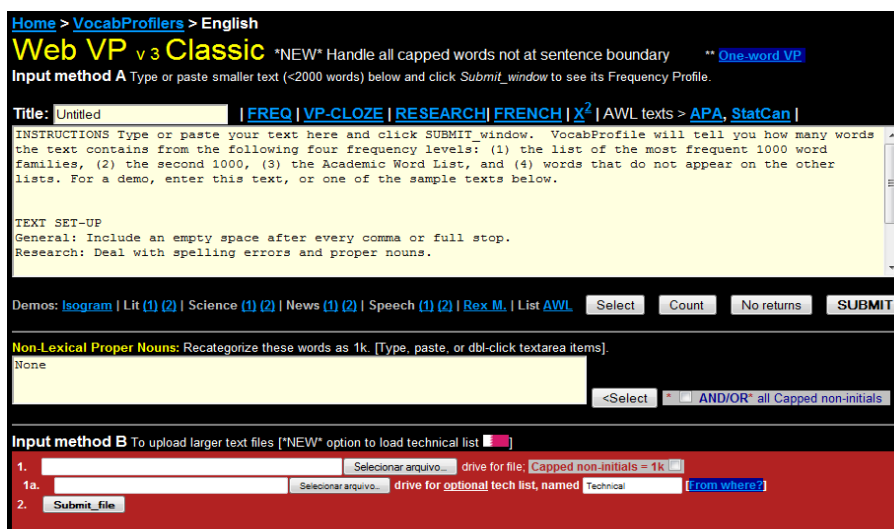 Home > VocabProfilers > English
Web VP v 3 Classic *NEW* Handle all capped words not at sentence boundary ** One-word VP
Input method A Type or paste smaller text (<2000 words) below and click Submit_window to see its Frequency Profile.
Title: Untitled | FREQ | VP-CLOZE | RESEARCH| FRENCH | X² | AWL texts > APA, StatCan |
INSTRUCTIONS Type or paste your text here and click SUBMIT_window. VocabProfile will tell you how many words
the text contains from the following four frequency levels: (1) the list of the most frequent 1000 word
families, (2) the second 1000, (3) the Academic Word List, and (4) words that do not appear on the other
lists. For a demo, enter this text, or one of the sample texts below.
TEXT SET-UP
General: Include an empty space after every comma or full stop.
Research: Deal with spelling errors and proper nouns.
Demos: Isogram | Lit (1) (2) | Science (1) (2) | News (1) (2) | Speech (1) (2) | Rex M. | List AWL Select Count No returns SUBMIT
Non-Lexical Proper Nouns: Recategorize these words as 1k. [Type, paste, or dbl-click textarea items].
None
<Select * AND/OR* all Capped non-initials
Input method B To upload larger text files [*NEW* option to load technical list ]
1. Selecionar arquivo... drive for file; Capped non-initials = 1k
1a. Selecionar arquivo... drive for optional tech list, named Technical [From where?]
2. Submit_file